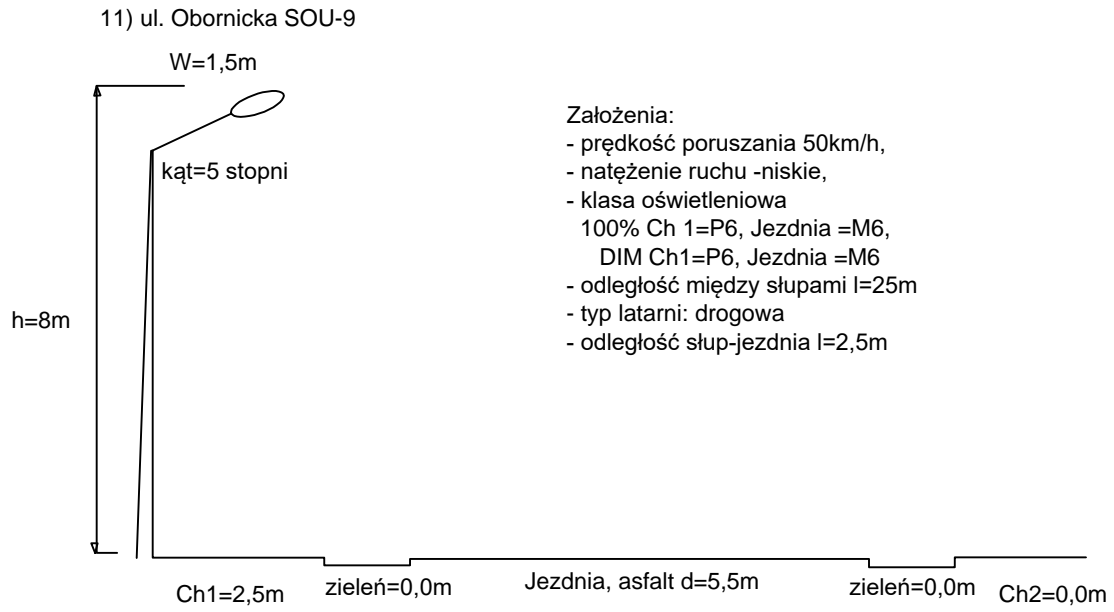 11) ul. Obornicka SOU-9
W=1,5m
Założenia:
- prędkość poruszania 50km/h,
- natężenie ruchu -niskie,
- klasa oświetleniowa
100% Ch 1=P6, Jezdnia =M6,
DIM Ch1=P6, Jezdnia =M6
- odległość między słupami l=25m
- typ latarni: drogowa
- odległość słup-jezdnia l=2,5m
kąt=5 stopni
h=8m
Ch1=2,5m
zieleń=0,0m
Jezdnia, asfalt d=5,5m
zieleń=0,0m
Ch2=0,0m